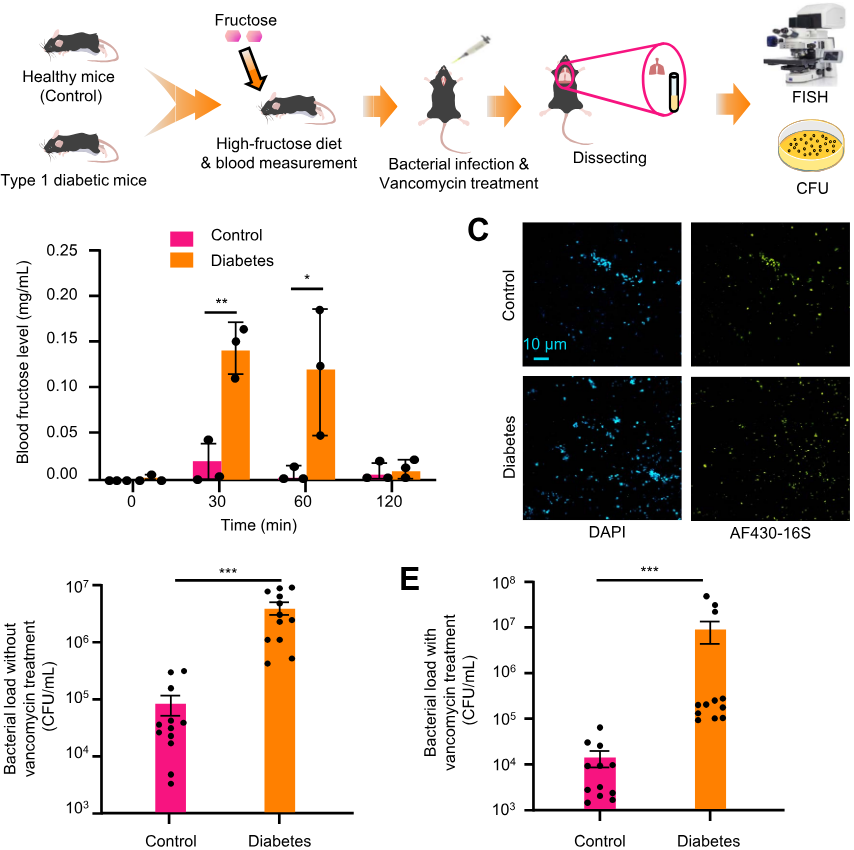 Fructose
Healthy mice
(Control)
Type 1 diabetic mice
High-fructose diet
& blood measurement
Bacterial infection &
Vancomycin treatment
Dissecting
FISH
CFU
Control
Diabetes
Blood fructose level (mg/mL)
0.25
0.20
0.15
0.10
0.05
0.00
**
*
0
30
60
120
Time (min)
C
Control
Diabetes
10 μm
DAPI
AF430-16S
Bacterial load without
vancomycin treatment
(CFU/mL)
10⁷
10⁶
10⁵
10⁴
10³
***
Control
Diabetes
E
Bacterial load with
vancomycin treatment
(CFU/mL)
10⁸
10⁷
10⁶
10⁵
10⁴
10³
***
Control
Diabetes